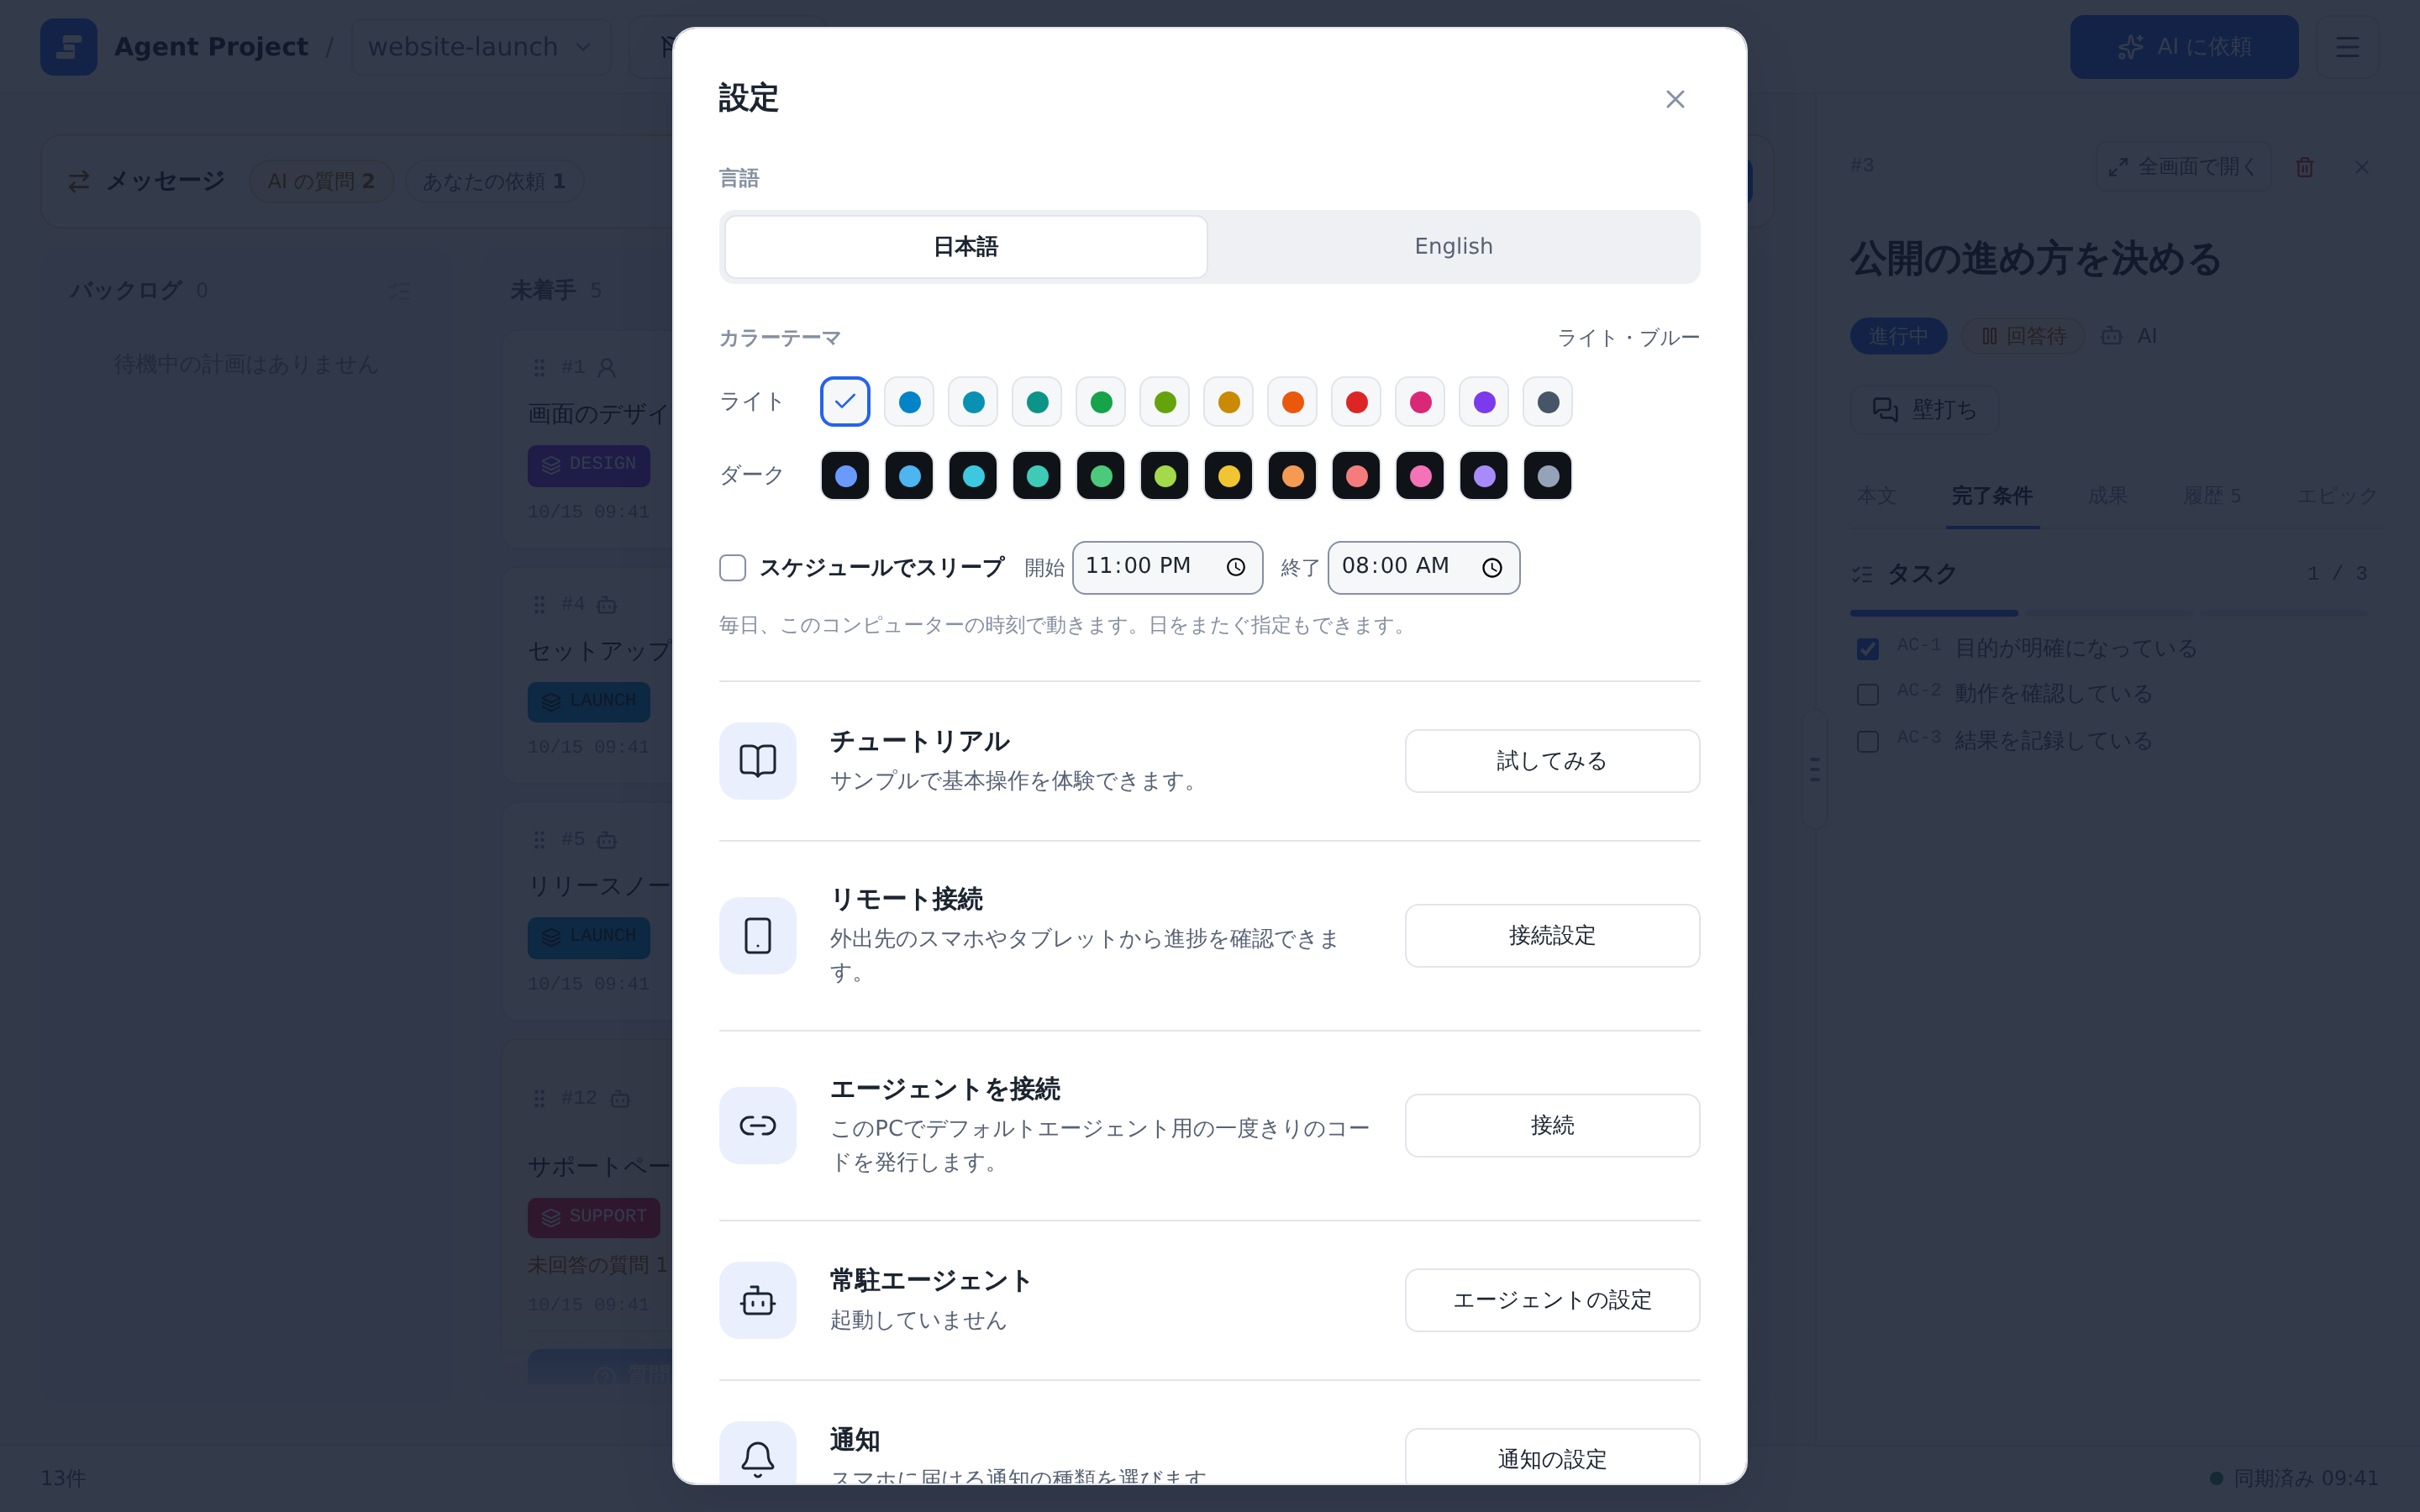 Agent Project / website-launch
AI に依頼
メッセージ AI の質問 2 あなたの依頼 1
バックログ 0
待機中の計画はありません
未着手 5
#1
画面のデザイ
DESIGN
10/15 09:41
#4
セットアップ
LAUNCH
10/15 09:41
#5
リリースノー
LAUNCH
10/15 09:41
#12
サポートペー
SUPPORT
未回答の質問 1
10/15 09:41
設定
言語
日本語 English
カラーテーマ ライト・ブルー
ライト
ダーク
スケジュールでスリープ 開始 11:00 PM 終了 08:00 AM
毎日、このコンピューターの時刻で動きます。日をまたぐ指定もできます。
チュートリアル
サンプルで基本操作を体験できます。
試してみる
リモート接続
外出先のスマホやタブレットから進捗を確認できま
す。
接続設定
エージェントを接続
このPCでデフォルトエージェント用の一度きりのコー
ドを発行します。
接続
常駐エージェント
起動していません
エージェントの設定
通知
スマホに届ける通知の種類を選びます
通知の設定
#3 全画面で開く
公開の進め方を決める
進行中 回答待 AI
壁打ち
本文 完了条件 成果 履歴 5 エピック
タスク 1 / 3
AC-1 目的が明確になっている
AC-2 動作を確認している
AC-3 結果を記録している
13件
同期済み 09:41